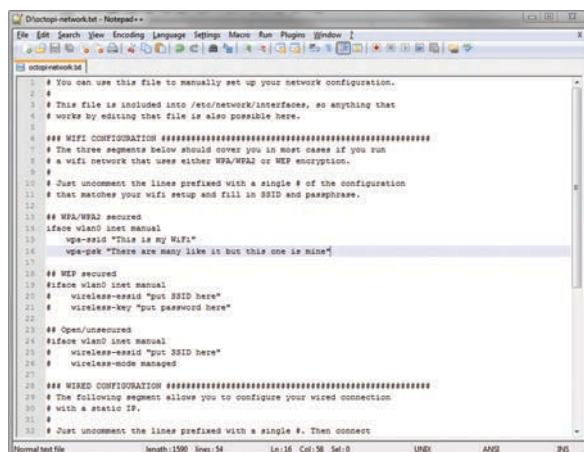 D:\octopi-network.txt - Notepad++
File Edit Search View Encoding Language Settings Macro Run Plugins Window ? X
octopi-network.txt
1 # You can use this file to manually set up your network configuration.
2 #
3 # This file is included into /etc/network/interfaces, so anything that
4 # works by editing that file is also possible here.
5
6 ### WIFI CONFIGURATION ######################################################
7 # The three segments below should cover you in most cases if you run
8 # a wifi network that uses either WPA/WPA2 or WEP encryption.
9 #
10 # Just uncomment the lines prefixed with a single # of the configuration
11 # that matches your wifi setup and fill in SSID and passphrase.
12
13 ## WPA/WPA2 secured
14 iface wlan0 inet manual
15 wpa-ssid "This is my WiFi"
16 wpa-psk "There are many like it but this one is mine"
17
18 ## WEP secured
19 #iface wlan0 inet manual
20 # wireless-essid "put SSID here"
21 # wireless-key "put password here"
22
23 ## Open/unsecured
24 #iface wlan0 inet manual
25 # wireless-essid "put SSID here"
26 # wireless-mode managed
27
28 ### WIRED CONFIGURATION #####################################################
29 # The following segment allows you to configure your wired connection
30 # with a static IP.
31 #
32 # Just uncomment the lines prefixed with a single #. Then connect
Normal text file length : 1590 lines : 54 Ln : 16 Col : 58 Sel : 0 UNIX ANSI INS